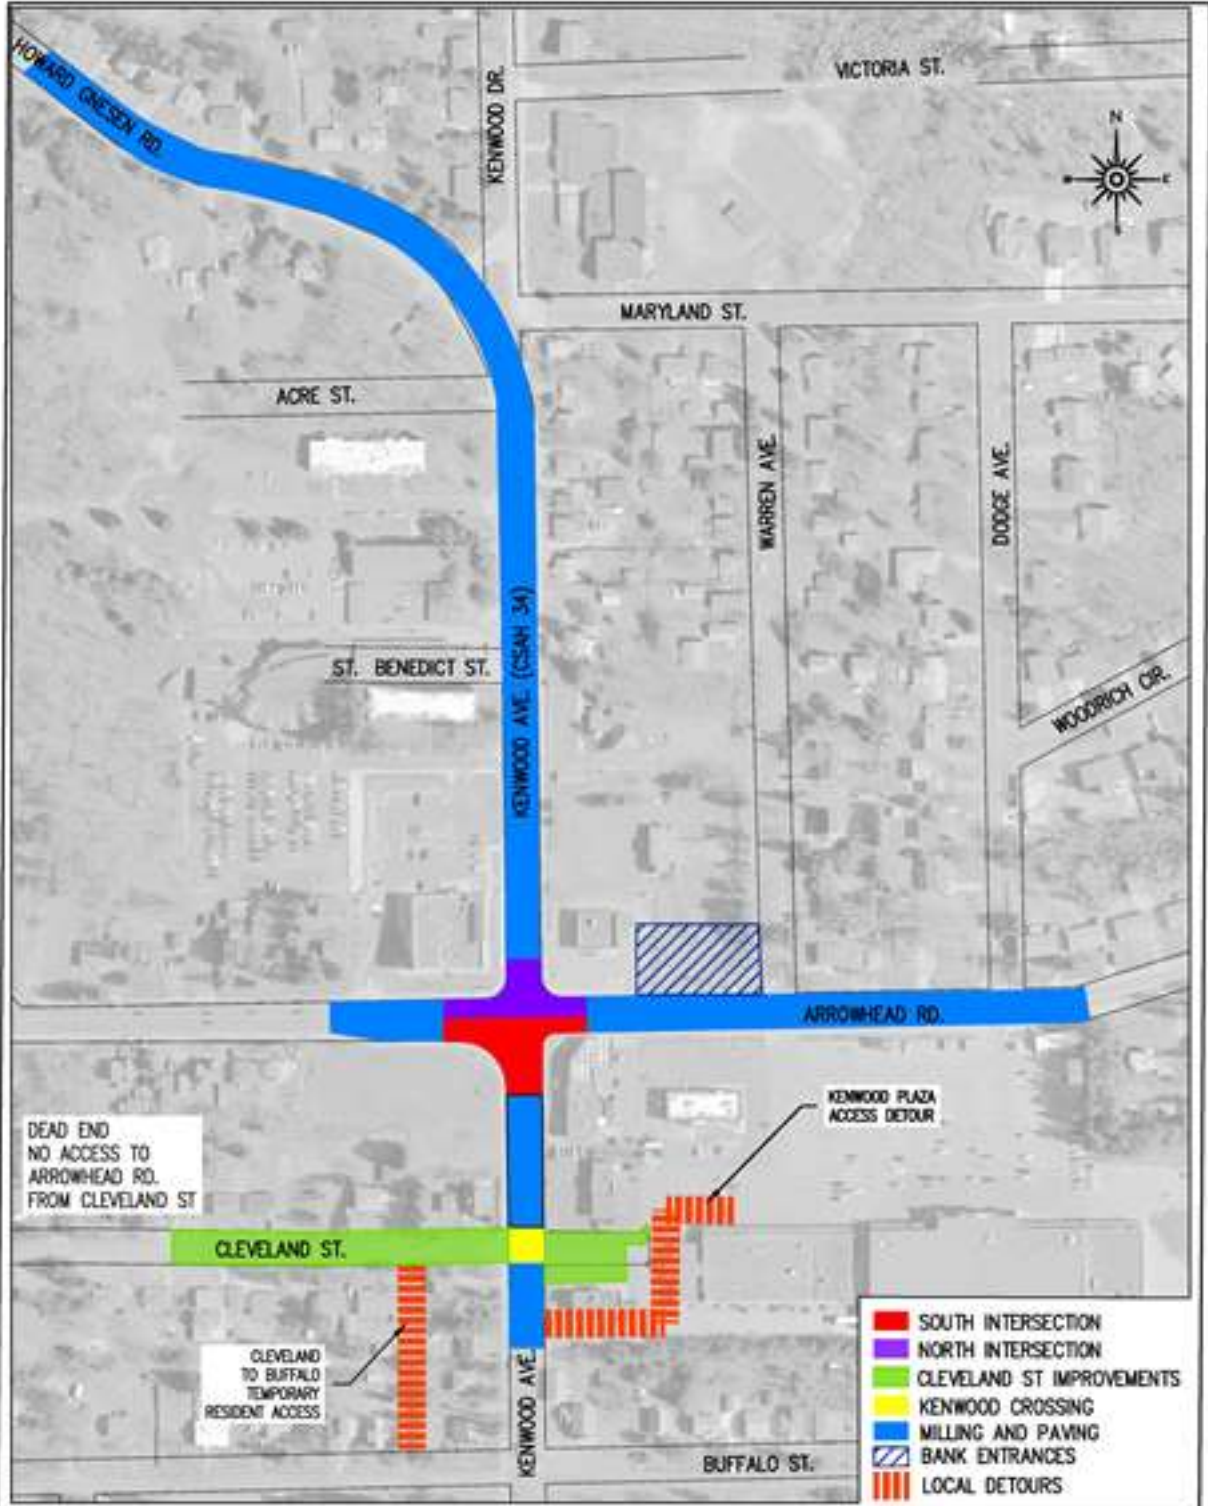 HOWARD GNESEN RD.
KENWOOD DR.
VICTORIA ST.
N
E
S
MARYLAND ST.
ACRE ST.
WARREN AVE.
DODGE AVE.
KENWOOD AVE. (CSAH 34)
ST. BENEDICT ST.
WOODRICH CIR.
ARROWHEAD RD.
KENWOOD PLAZA
ACCESS DETOUR
DEAD END
NO ACCESS TO
ARROWHEAD RD.
FROM CLEVELAND ST
CLEVELAND ST.
CLEVELAND
TO BUFFALO
TEMPORARY
RESIDENT ACCESS
KENWOOD AVE.
BUFFALO ST.
SOUTH INTERSECTION
NORTH INTERSECTION
CLEVELAND ST IMPROVEMENTS
KENWOOD CROSSING
MILLING AND PAVING
BANK ENTRANCES
LOCAL DETOURS